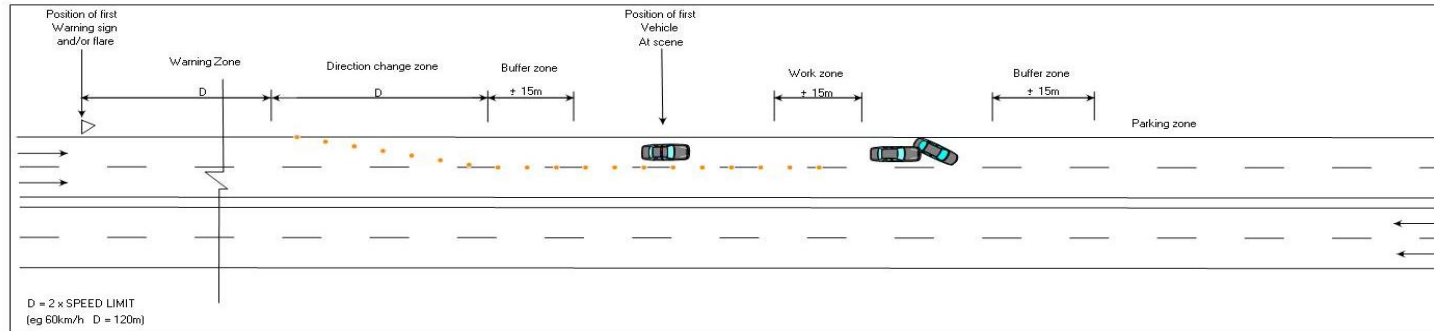 Position of first
Warning sign
and/or flare
Warning Zone
D
Direction change zone
D
Buffer zone
± 15m
Position of first
Vehicle
At scene
Work zone
± 15m
Buffer zone
± 15m
Parking zone
D = 2 x SPEED LIMIT
(eg 60km/h D = 120m)